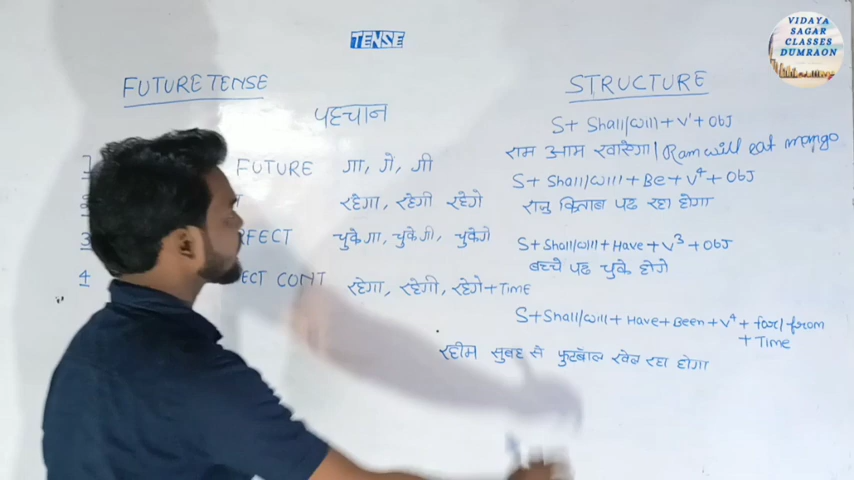 VIDAYA
SAGAR
CLASSES
DUMRAON
TENSE
FUTURE TENSE
STRUCTURE
पहचान
FUTURE गा, गे, गी
S+ Shall/will + V¹ + Obj
राम आम खाएगा / Ram will eat mango
रहेगा, रहेगी रहेगे
S+ Shall/will + Be + V⁴ + Obj
राजु किताब पढ रहा होगा
3 RFECT चुकेगा, चुकेगी, चुकेगे
S+ Shall/will + Have + V³ + Obj
बच्चे पढ चुके होगे
4 ECT CONT रहेगा, रहेगी, रहेगे + TIME
S+ Shall/will + Have + Been + V⁴ + for/from
+ Time
रहीम सुबह से फुटबॉल खेल रहा होगा